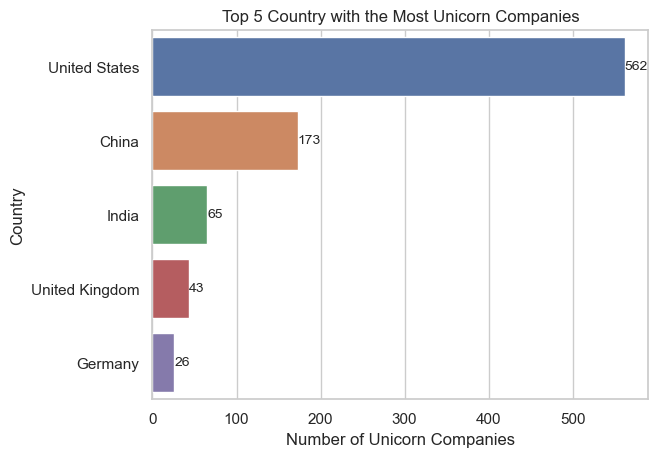 Top 5 Country with the Most Unicorn Companies
United States
562
China
173
India
65
United Kingdom
43
Germany
26
Country
0 100 200 300 400 500
Number of Unicorn Companies